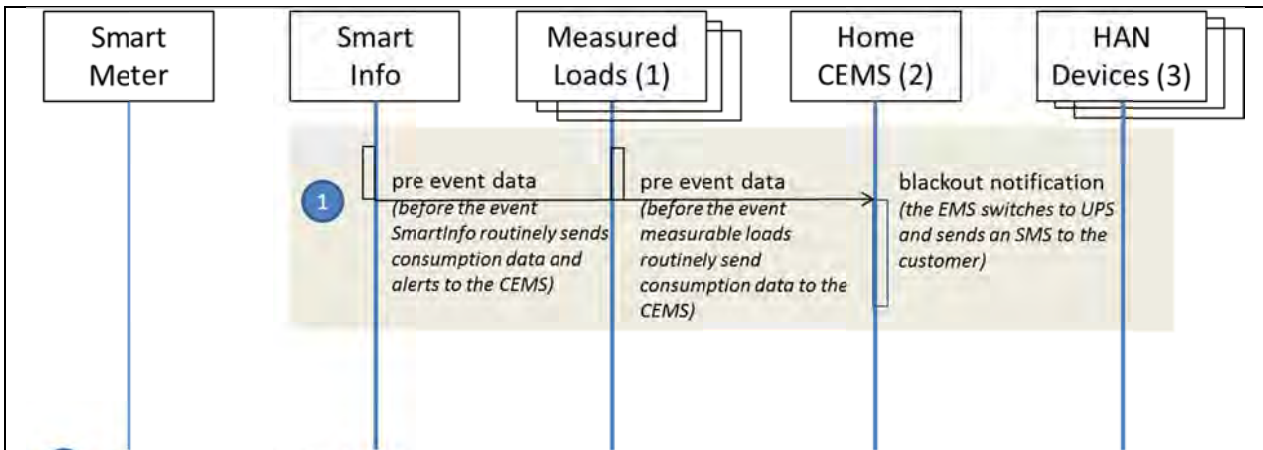 Smart
Meter
Smart
Info
Measured
Loads (1)
Home
CEMS (2)
HAN
Devices (3)
1
pre event data
(before the event
SmartInfo routinely sends
consumption data and
alerts to the CEMS)
pre event data
(before the event
measurable loads
routinely send
consumption data to the
CEMS)
blackout notification
(the EMS switches to UPS
and sends an SMS to the
customer)